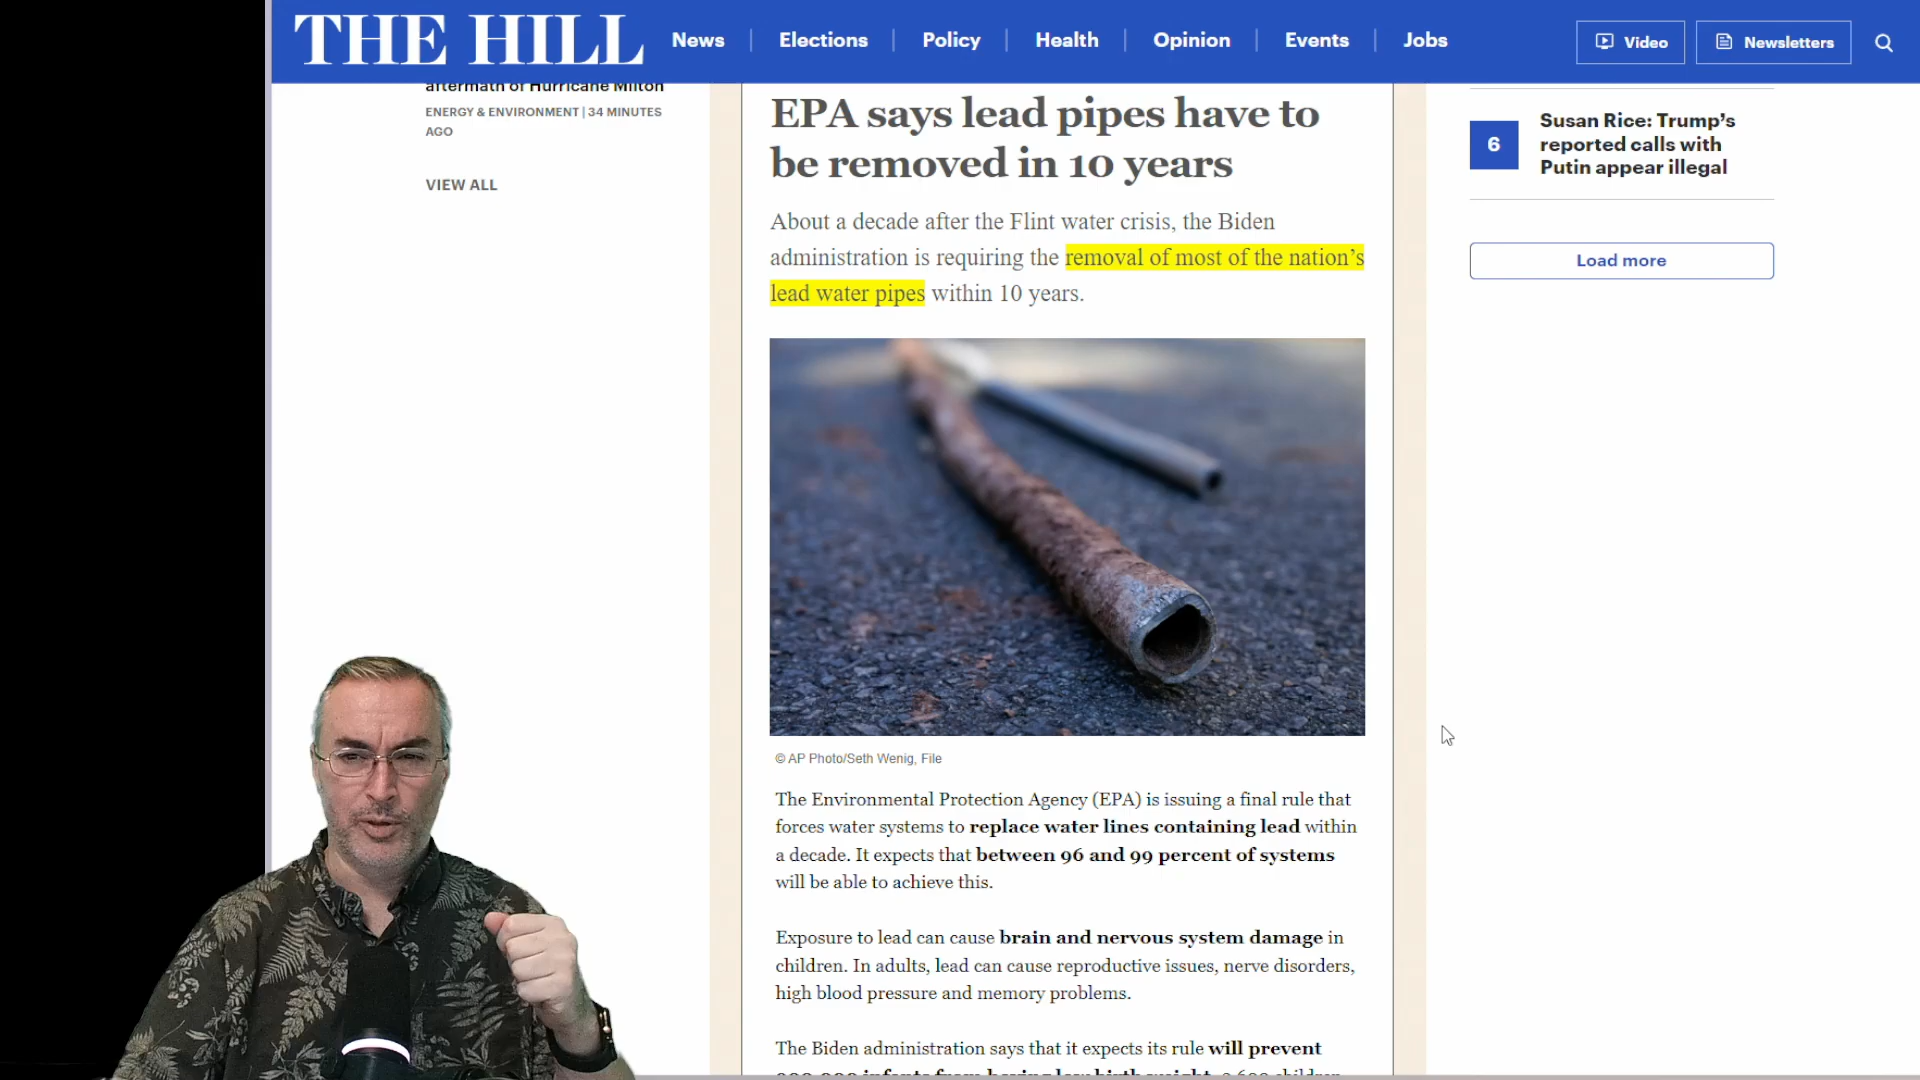 THE HILL
News
Elections
Policy
Health
Opinion
Events
Jobs
Video
Newsletters
aftermath of Hurricane Milton
ENERGY & ENVIRONMENT | 34 MINUTES
AGO
VIEW ALL
EPA says lead pipes have to
be removed in 10 years
About a decade after the Flint water crisis, the Biden
administration is requiring the removal of most of the nation's
lead water pipes within 10 years.
© AP Photo/Seth Wenig, File
The Environmental Protection Agency (EPA) is issuing a final rule that
forces water systems to replace water lines containing lead within
a decade. It expects that between 96 and 99 percent of systems
will be able to achieve this.
Exposure to lead can cause brain and nervous system damage in
children. In adults, lead can cause reproductive issues, nerve disorders,
high blood pressure and memory problems.
The Biden administration says that it expects its rule will prevent
infants from having low birth weight, children
6
Susan Rice: Trump's
reported calls with
Putin appear illegal
Load more